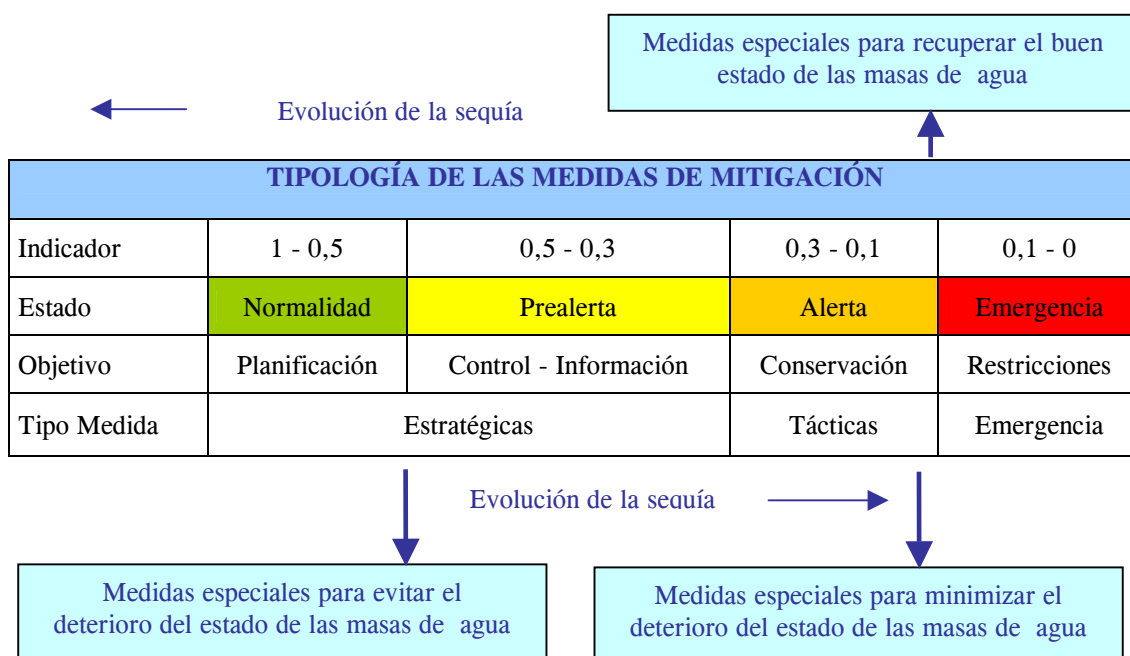 Medidas especiales para recuperar el buen
estado de las masas de agua
Evolución de la sequía
TIPOLOGÍA DE LAS MEDIDAS DE MITIGACIÓN
Indicador 1 - 0,5 0,5 - 0,3 0,3 - 0,1 0,1 - 0
Estado Normalidad Prealerta Alerta Emergencia
Objetivo Planificación Control - Información Conservación Restricciones
Tipo Medida Estratégicas Tácticas Emergencia
Evolución de la sequía
Medidas especiales para evitar el
deterioro del estado de las masas de agua
Medidas especiales para minimizar el
deterioro del estado de las masas de agua